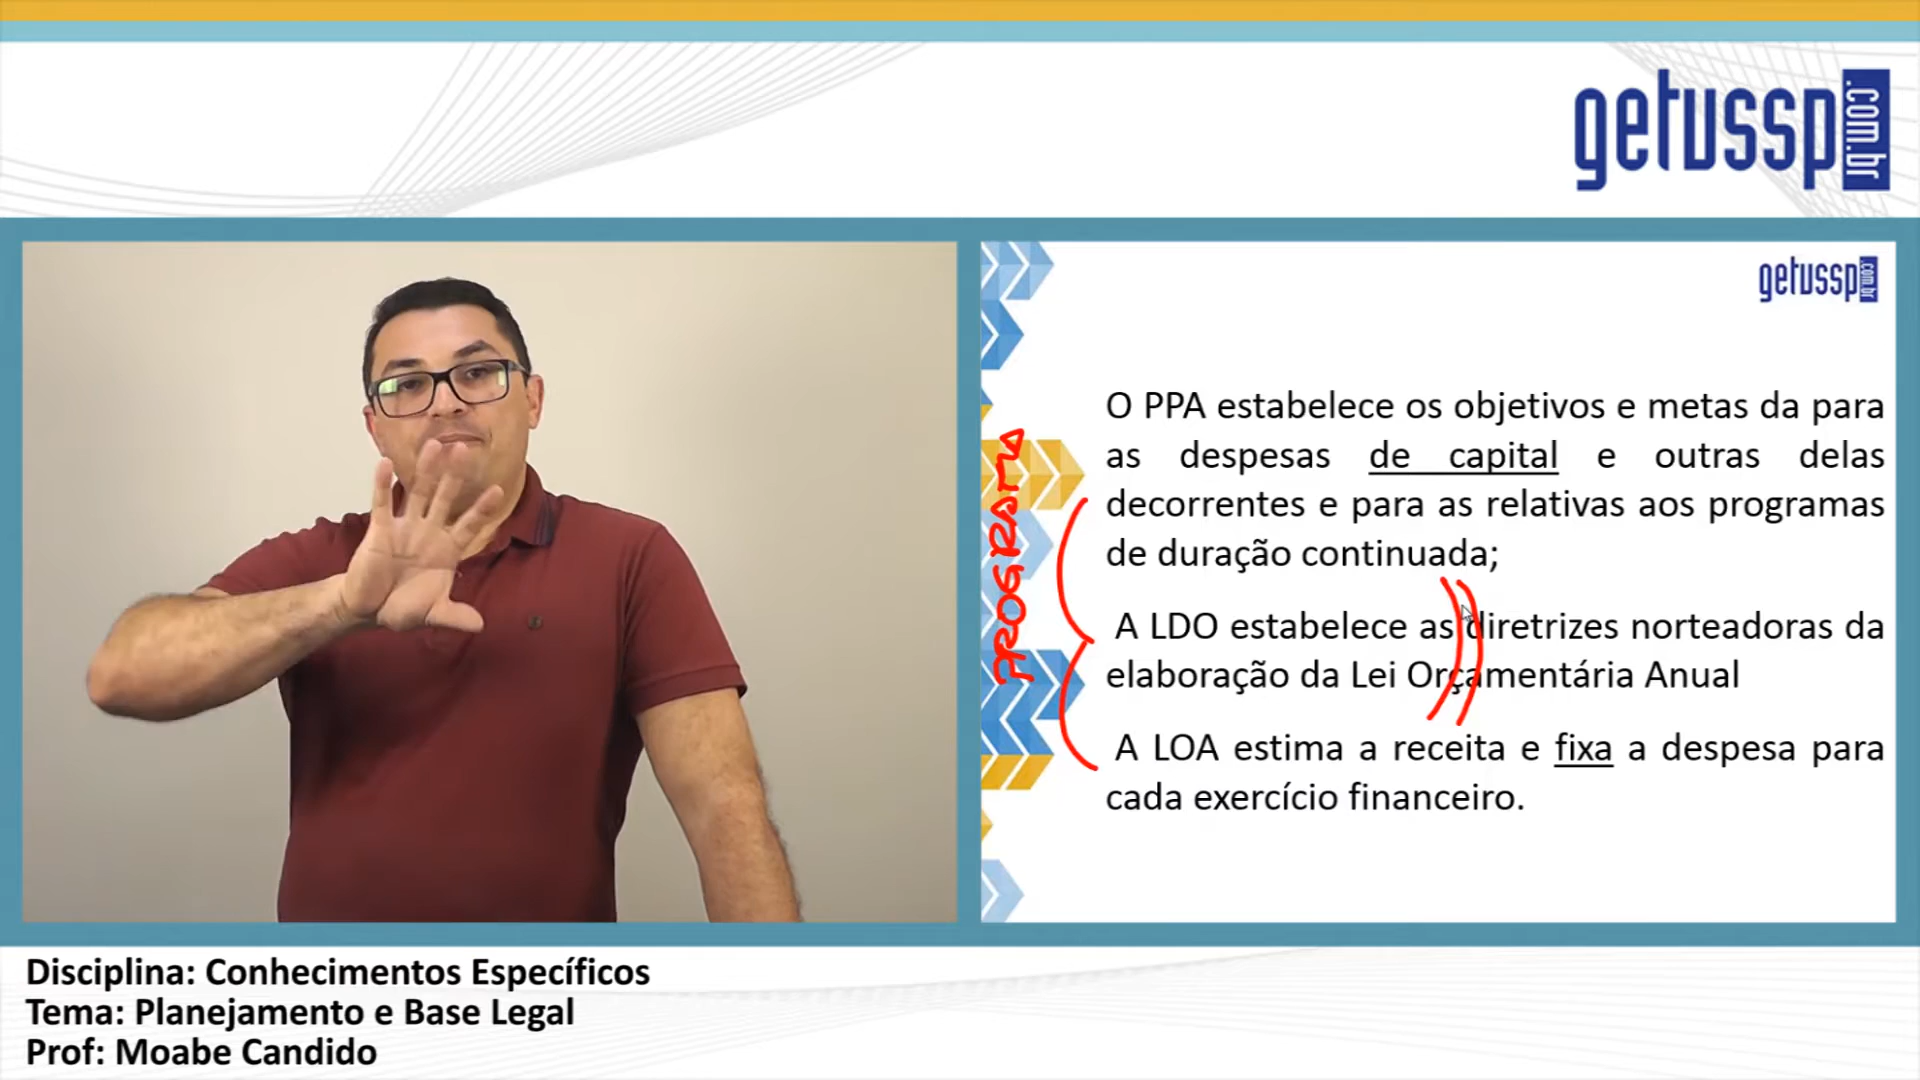 getussp.com.br
getussp.com.br
O PPA estabelece os objetivos e metas da para
as despesas de capital e outras delas
decorrentes e para as relativas aos programas
de duração continuada;
A LDO estabelece as diretrizes norteadoras da
elaboração da Lei Orçamentária Anual
A LOA estima a receita e fixa a despesa para
cada exercício financeiro.
PROGRAMA
Disciplina: Conhecimentos Específicos
Tema: Planejamento e Base Legal
Prof: Moabe Candido